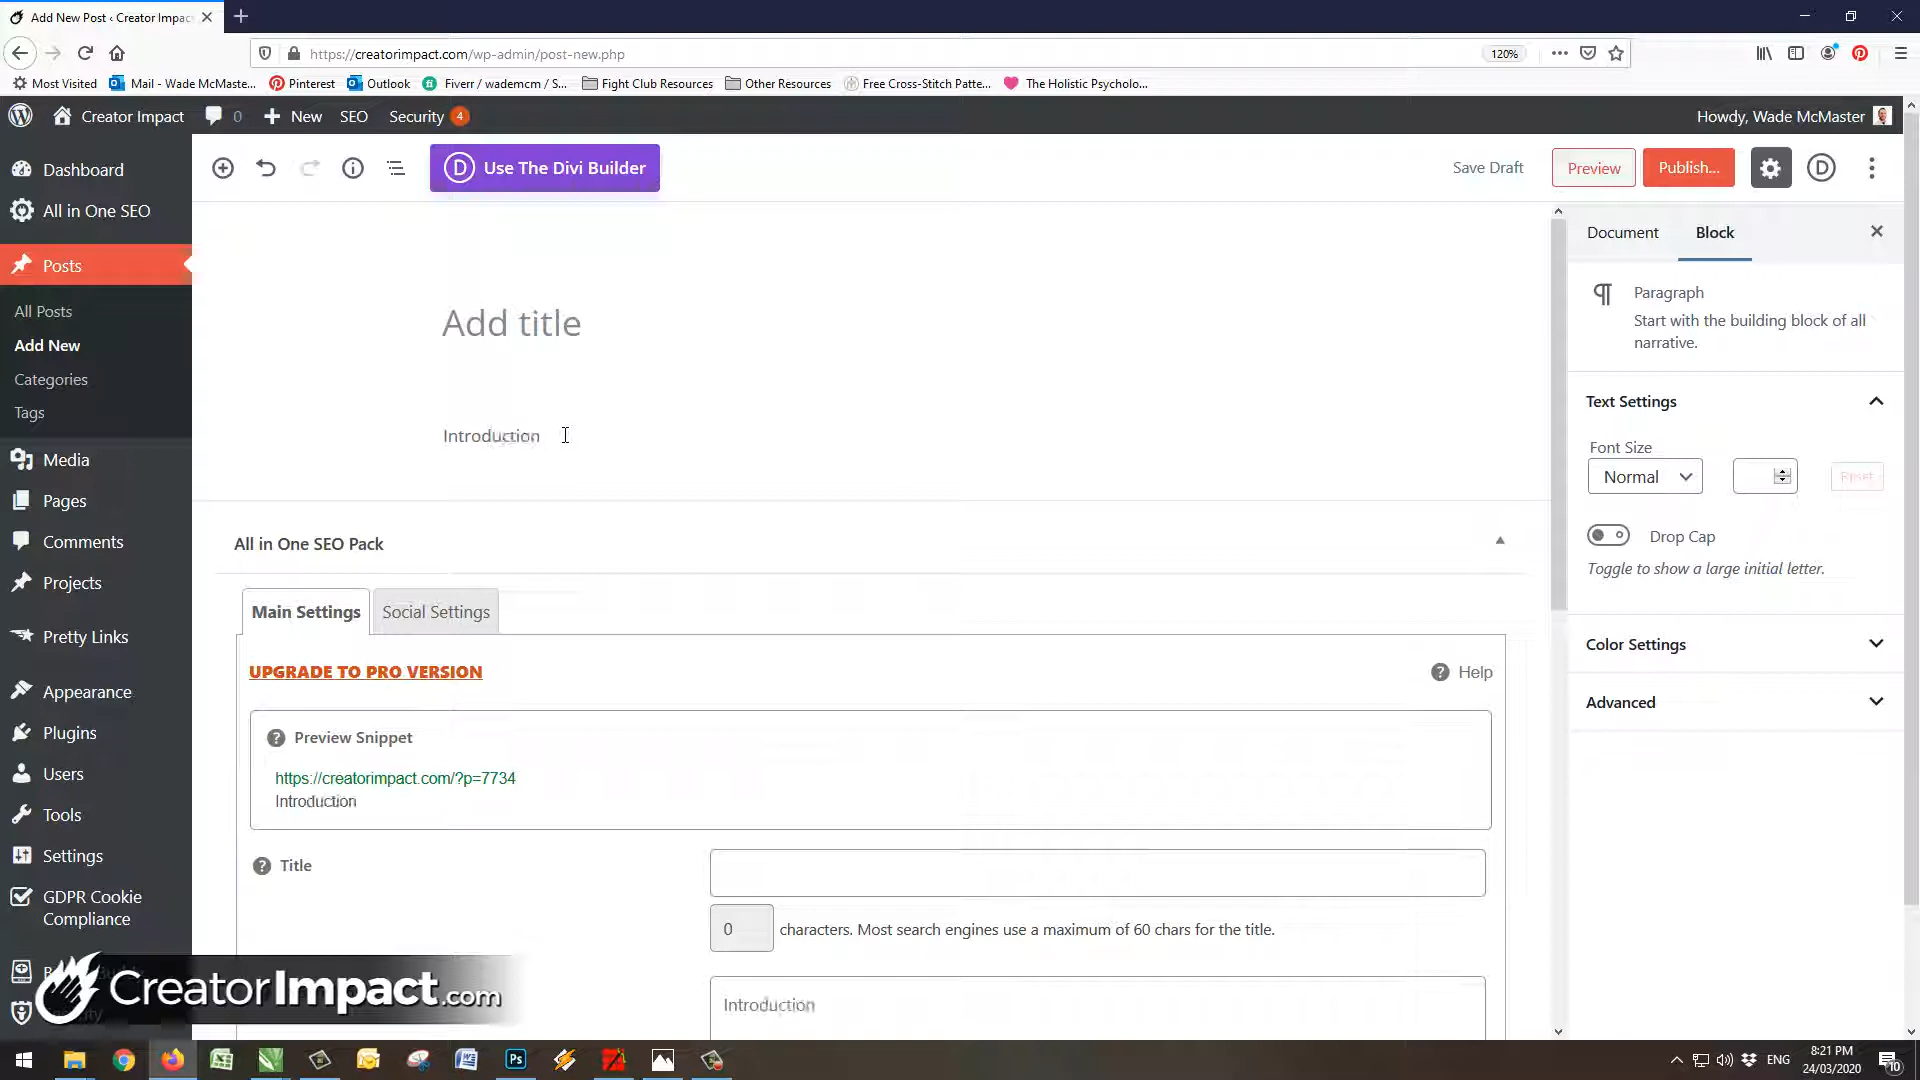 Add New Post ‹ Creator Impac
https://creatorimpact.com/wp-admin/post-new.php
120%
Most Visited
Mail - Wade McMaste...
Pinterest
Outlook
Fiverr / wademcm / S...
Fight Club Resources
Other Resources
Free Cross-Stitch Patte...
The Holistic Psycholo...
Creator Impact
0
New
SEO
Security
4
Howdy, Wade McMaster
Dashboard
All in One SEO
Posts
All Posts
Add New
Categories
Tags
Media
Pages
Comments
Projects
Pretty Links
Appearance
Plugins
Users
Tools
Settings
GDPR Cookie
Compliance
D
Use The Divi Builder
Save Draft
Preview
Publish...
D
Add title
Introduction
All in One SEO Pack
Main Settings
Social Settings
UPGRADE TO PRO VERSION
Help
Preview Snippet
https://creatorimpact.com/?p=7734
Introduction
Title
0
characters. Most search engines use a maximum of 60 chars for the title.
Introduction
Document
Block
Paragraph
Start with the building block of all
narrative.
Text Settings
Font Size
Normal
Reset
Drop Cap
Toggle to show a large initial letter.
Color Settings
Advanced
CreatorImpact.com
Ps
ENG
8:21 PM
24/03/2020
10